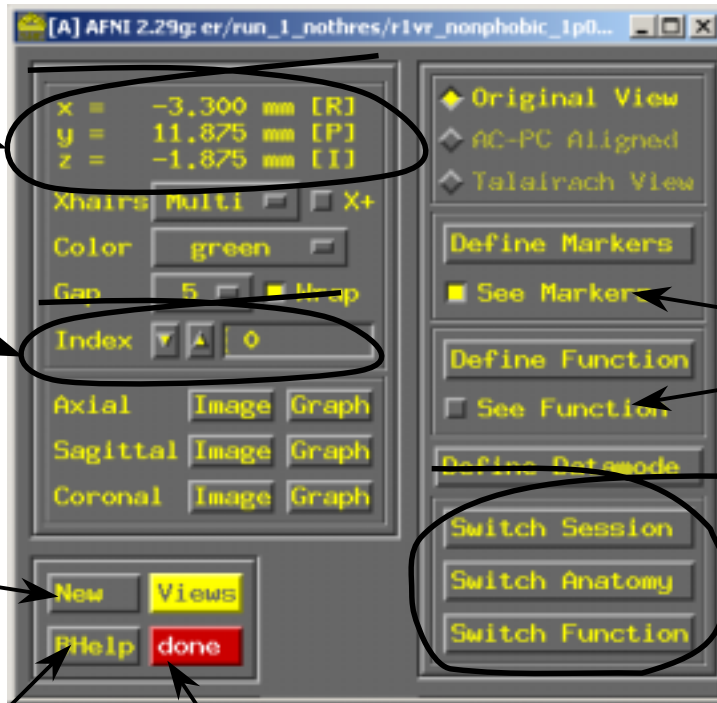 [A] AFNI 2.29g: er/run_1_nothres/r1vr_nonphobic_1p0...
x = -3.300 mm [R]
y = 11.875 mm [P]
z = -1.875 mm [I]
Xhairs Multi X+
Color green
Gap 5 Wrap
Index 0
Axial Image Graph
Sagittal Image Graph
Coronal Image Graph
New Views
BHelp done
Original View
AC-PC Aligned
Talairach View
Define Markers
See Markers
Define Function
See Function
Define Datamode
Switch Session
Switch Anatomy
Switch Function